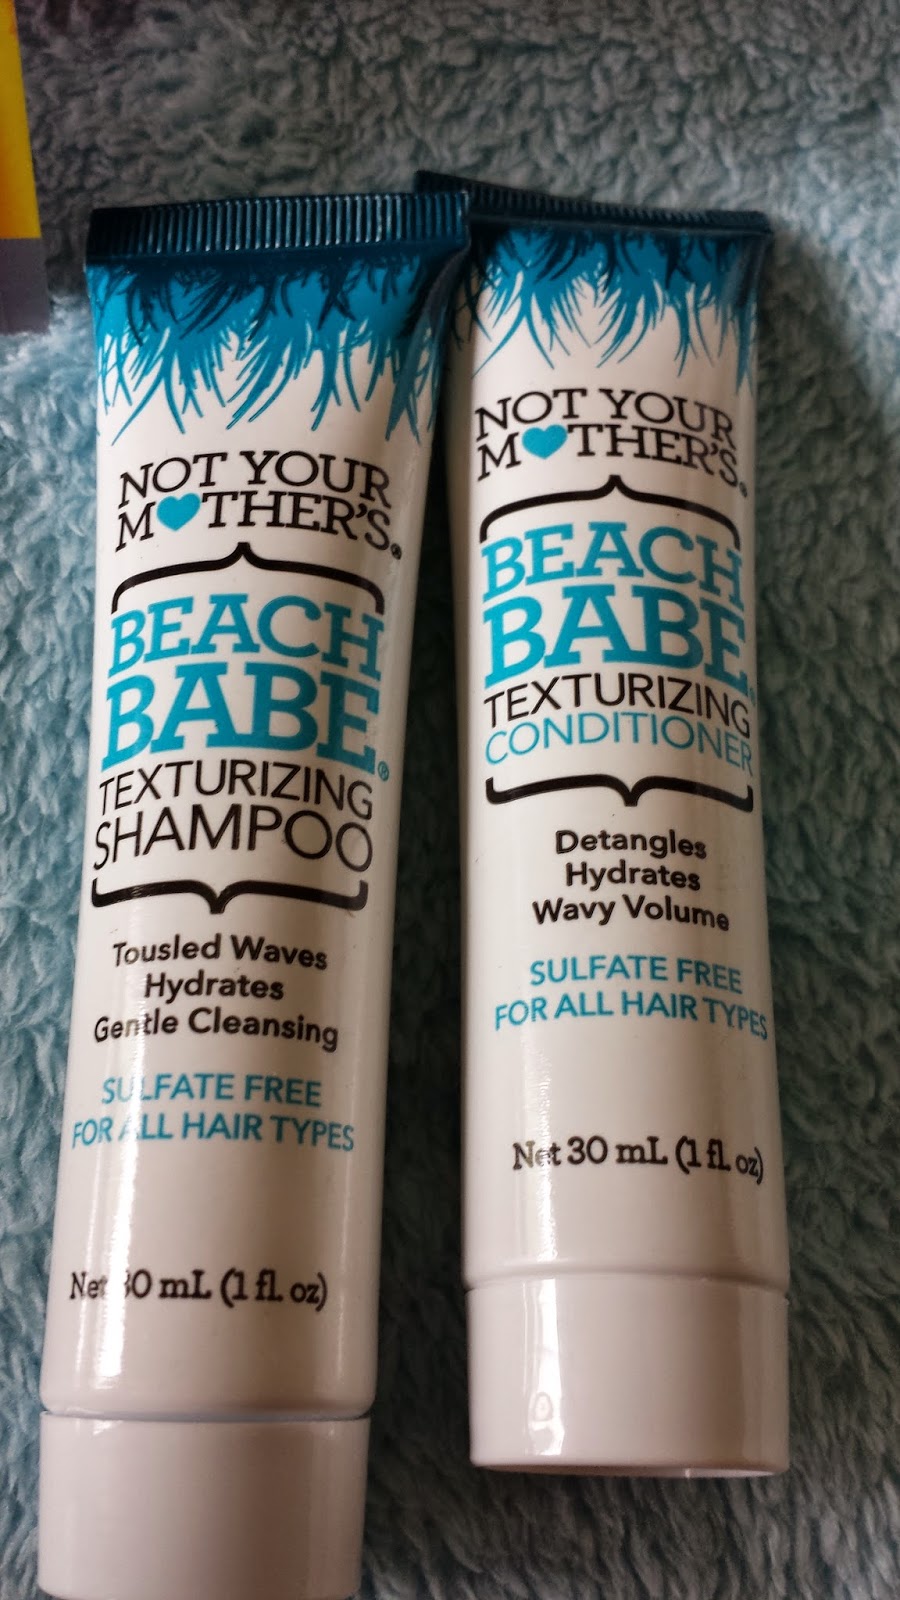 NOT YOUR
MOTHER'S®
BEACH
BABE®
TEXTURIZING
SHAMPOO
Tousled Waves
Hydrates
Gentle Cleansing
SULFATE FREE
FOR ALL HAIR TYPES
Net 30 mL (1 fl. oz)
NOT YOUR
MOTHER'S®
BEACH
BABE®
TEXTURIZING
CONDITIONER
Detangles
Hydrates
Wavy Volume
SULFATE FREE
FOR ALL HAIR TYPES
Net 30 mL (1 fl. oz)